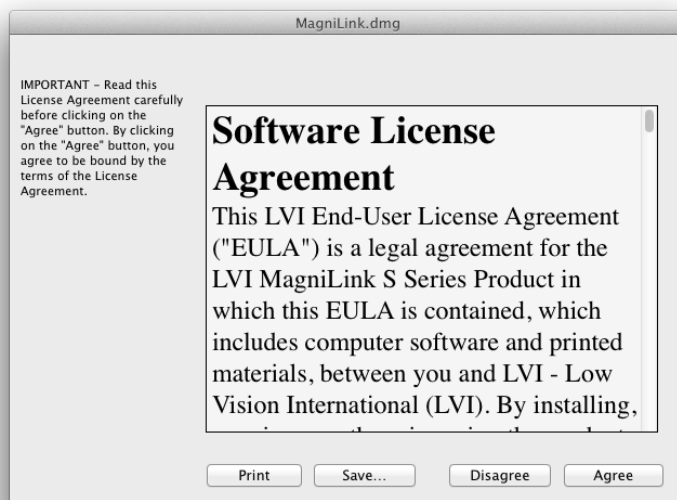 MagniLink.dmg
IMPORTANT – Read this
License Agreement carefully
before clicking on the
"Agree" button. By clicking
on the "Agree" button, you
agree to be bound by the
terms of the License
Agreement.
Software License
Agreement
This LVI End-User License Agreement
("EULA") is a legal agreement for the
LVI MagniLink S Series Product in
which this EULA is contained, which
includes computer software and printed
materials, between you and LVI - Low
Vision International (LVI). By installing,
Print
Save...
Disagree
Agree